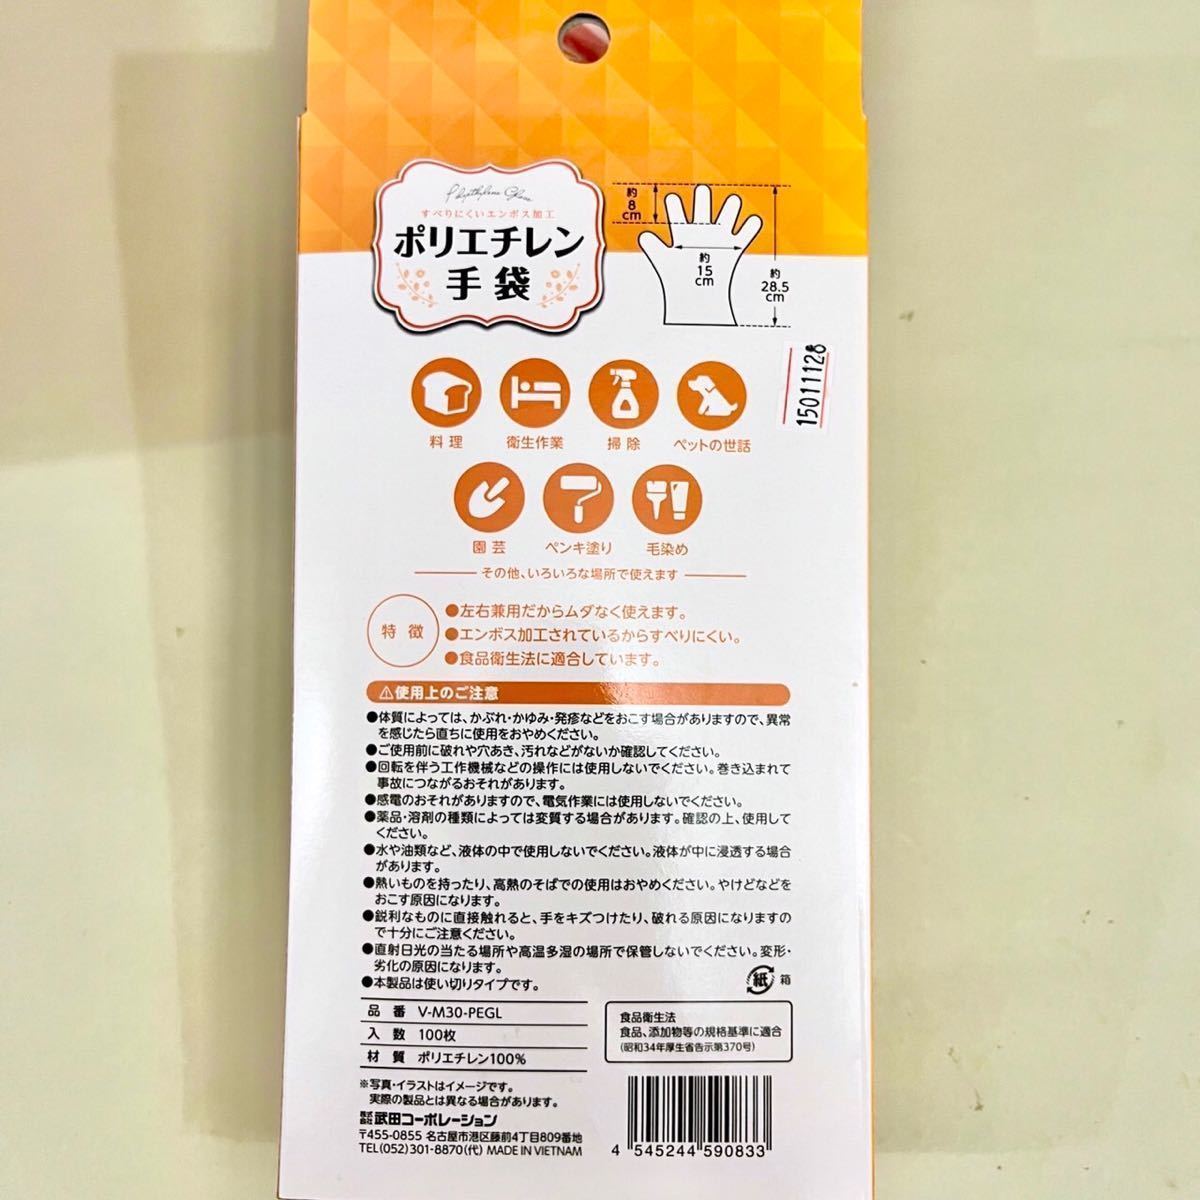 Polyethylene Glove
すべりにくいエンボス加工
ポリエチレン
手袋
約
8
cm
約
15
cm
約
28.5
cm
15011128
料理
衛生作業
掃除
ペットの世話
園芸
ペンキ塗り
毛染め
その他、いろいろな場所で使えます
特徴
●左右兼用だからムダなく使えます。
●エンボス加工されているからすべりにくい。
●食品衛生法に適合しています。
⚠使用上のご注意
●体質によっては、かぶれ・かゆみ・発疹などをおこす場合がありますので、異常
を感じたら直ちに使用をおやめください。
●ご使用前に破れや穴あき、汚れなどがないか確認してください。
●回転を伴う工作機械などの操作には使用しないでください。巻き込まれて
事故につながるおそれがあります。
●感電のおそれがありますので、電気作業には使用しないでください。
●薬品・溶剤の種類によっては変質する場合があります。確認の上、使用して
ください。
●水や油類など、液体の中で使用しないでください。液体が中に浸透する場合
があります。
●熱いものを持ったり、高熱のそばでの使用はおやめください。やけどなどを
おこす原因になります。
●鋭利なものに直接触れると、手をキズつけたり、破れる原因になりますの
で十分にご注意ください。
●直射日光の当たる場所や高温多湿の場所で保管しないでください。変形・
劣化の原因になります。
●本製品は使い切りタイプです。
紙 箱
品番 V-M30-PEGL
入数 100枚
材質 ポリエチレン100%
食品衛生法
食品、添加物等の規格基準に適合
(昭和34年厚生省告示第370号)
※写真・イラストはイメージです。
実際の製品とは異なる場合があります。
株式会社 武田コーポレーション
〒455-0855 名古屋市港区藤前4丁目809番地
TEL(052)301-8870(代) MADE IN VIETNAM
4 545244 590833